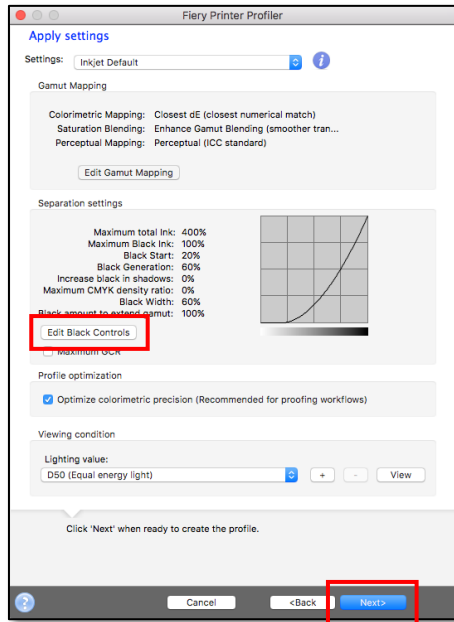 Fiery Printer Profiler
Apply settings
Settings: Inkjet Default
Gamut Mapping
Colorimetric Mapping: Closest dE (closest numerical match)
Saturation Blending: Enhance Gamut Blending (smoother tran...
Perceptual Mapping: Perceptual (ICC standard)
Edit Gamut Mapping
Separation settings
Maximum total Ink: 400%
Maximum Black Ink: 100%
Black Start: 20%
Black Generation: 60%
Increase black in shadows: 0%
Maximum CMYK density ratio: 0%
Black Width: 60%
Black amount to extend gamut: 100%
Edit Black Controls
Maximum GCR
Profile optimization
Optimize colorimetric precision (Recommended for proofing workflows)
Viewing condition
Lighting value:
D50 (Equal energy light) + - View
Click 'Next' when ready to create the profile.
? Cancel <Back Next>